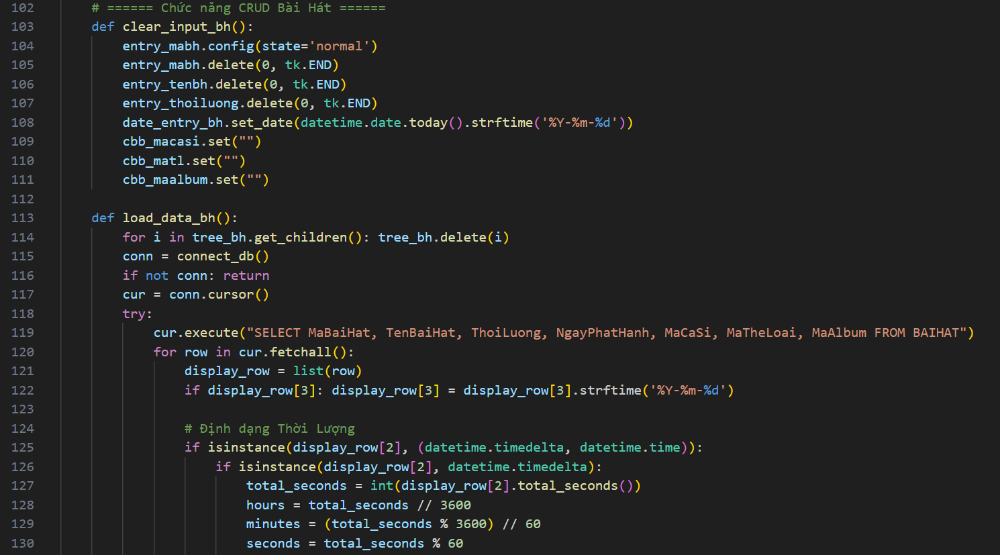 102 # ====== Chức năng CRUD Bài Hát ======
103 def clear_input_bh():
104 entry_mabh.config(state='normal')
105 entry_mabh.delete(0, tk.END)
106 entry_tenbh.delete(0, tk.END)
107 entry_thoiluong.delete(0, tk.END)
108 date_entry_bh.set_date(datetime.date.today().strftime('%Y-%m-%d'))
109 cbb_macasi.set("")
110 cbb_matl.set("")
111 cbb_maalbum.set("")
112
113 def load_data_bh():
114 for i in tree_bh.get_children(): tree_bh.delete(i)
115 conn = connect_db()
116 if not conn: return
117 cur = conn.cursor()
118 try:
119 cur.execute("SELECT MaBaiHat, TenBaiHat, ThoiLuong, NgayPhatHanh, MaCaSi, MaTheLoai, MaAlbum FROM BAIHAT")
120 for row in cur.fetchall():
121 display_row = list(row)
122 if display_row[3]: display_row[3] = display_row[3].strftime('%Y-%m-%d')
123
124 # Định dạng Thời Lượng
125 if isinstance(display_row[2], (datetime.timedelta, datetime.time)):
126 if isinstance(display_row[2], datetime.timedelta):
127 total_seconds = int(display_row[2].total_seconds())
128 hours = total_seconds // 3600
129 minutes = (total_seconds % 3600) // 60
130 seconds = total_seconds % 60